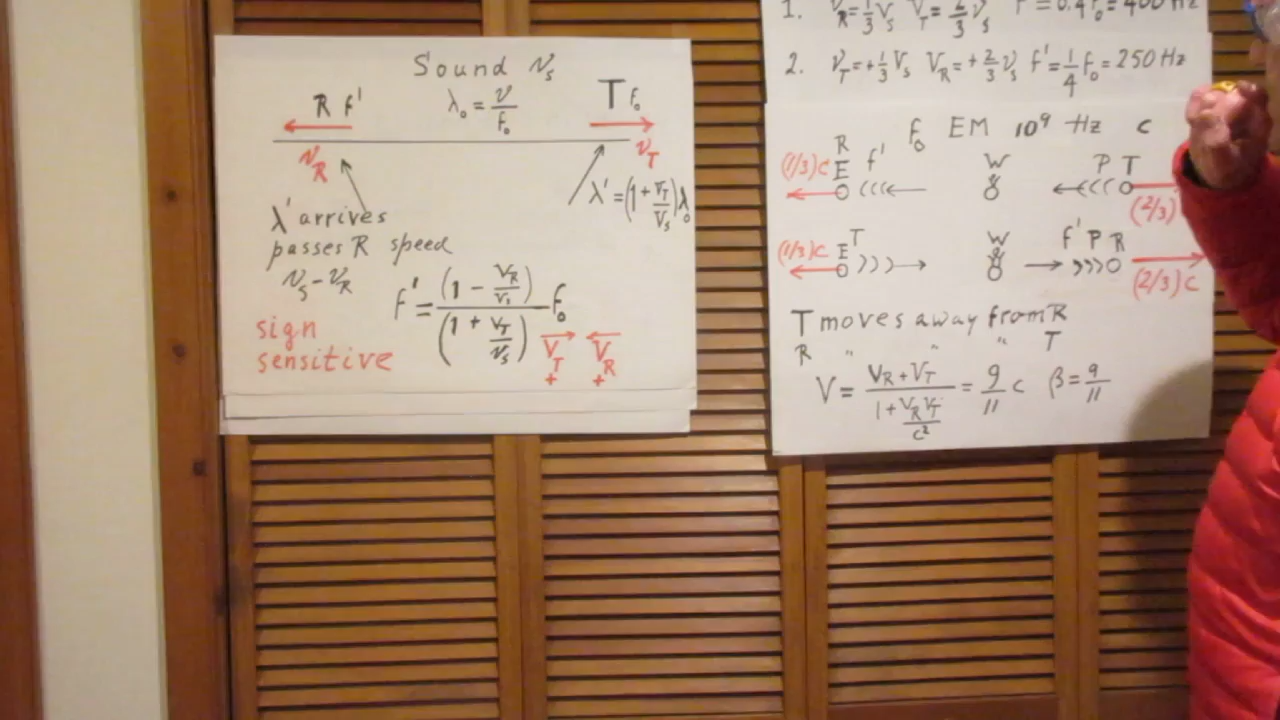 Sound v_s
R f' λ₀ = v/f₀ T f₀
v_R v_T
λ' = (1 + v_T/v_s) λ₀
λ' arrives
passes R speed
v_s - v_R
f' = (1 - v_R/v_s)/(1 + v_T/v_s) f₀
sign
sensitive
V_T V_R
+ +
1. v_R = 1/3 v_s v_T = 2/3 v_s f' = 0.4 f₀ = 400 Hz
2. v_T = + 1/3 v_s v_R = + 2/3 v_s f' = 1/4 f₀ = 250 Hz
f₀ EM 10⁹ Hz c
R
(1/3)C E f' W P T
(2/3)
(1/3)C E T W f' P R
(2/3) C
T moves away from R
R " " " T
V = (V_R + V_T)/(1 + V_R V_T/c²) = 9/11 c β = 9/11